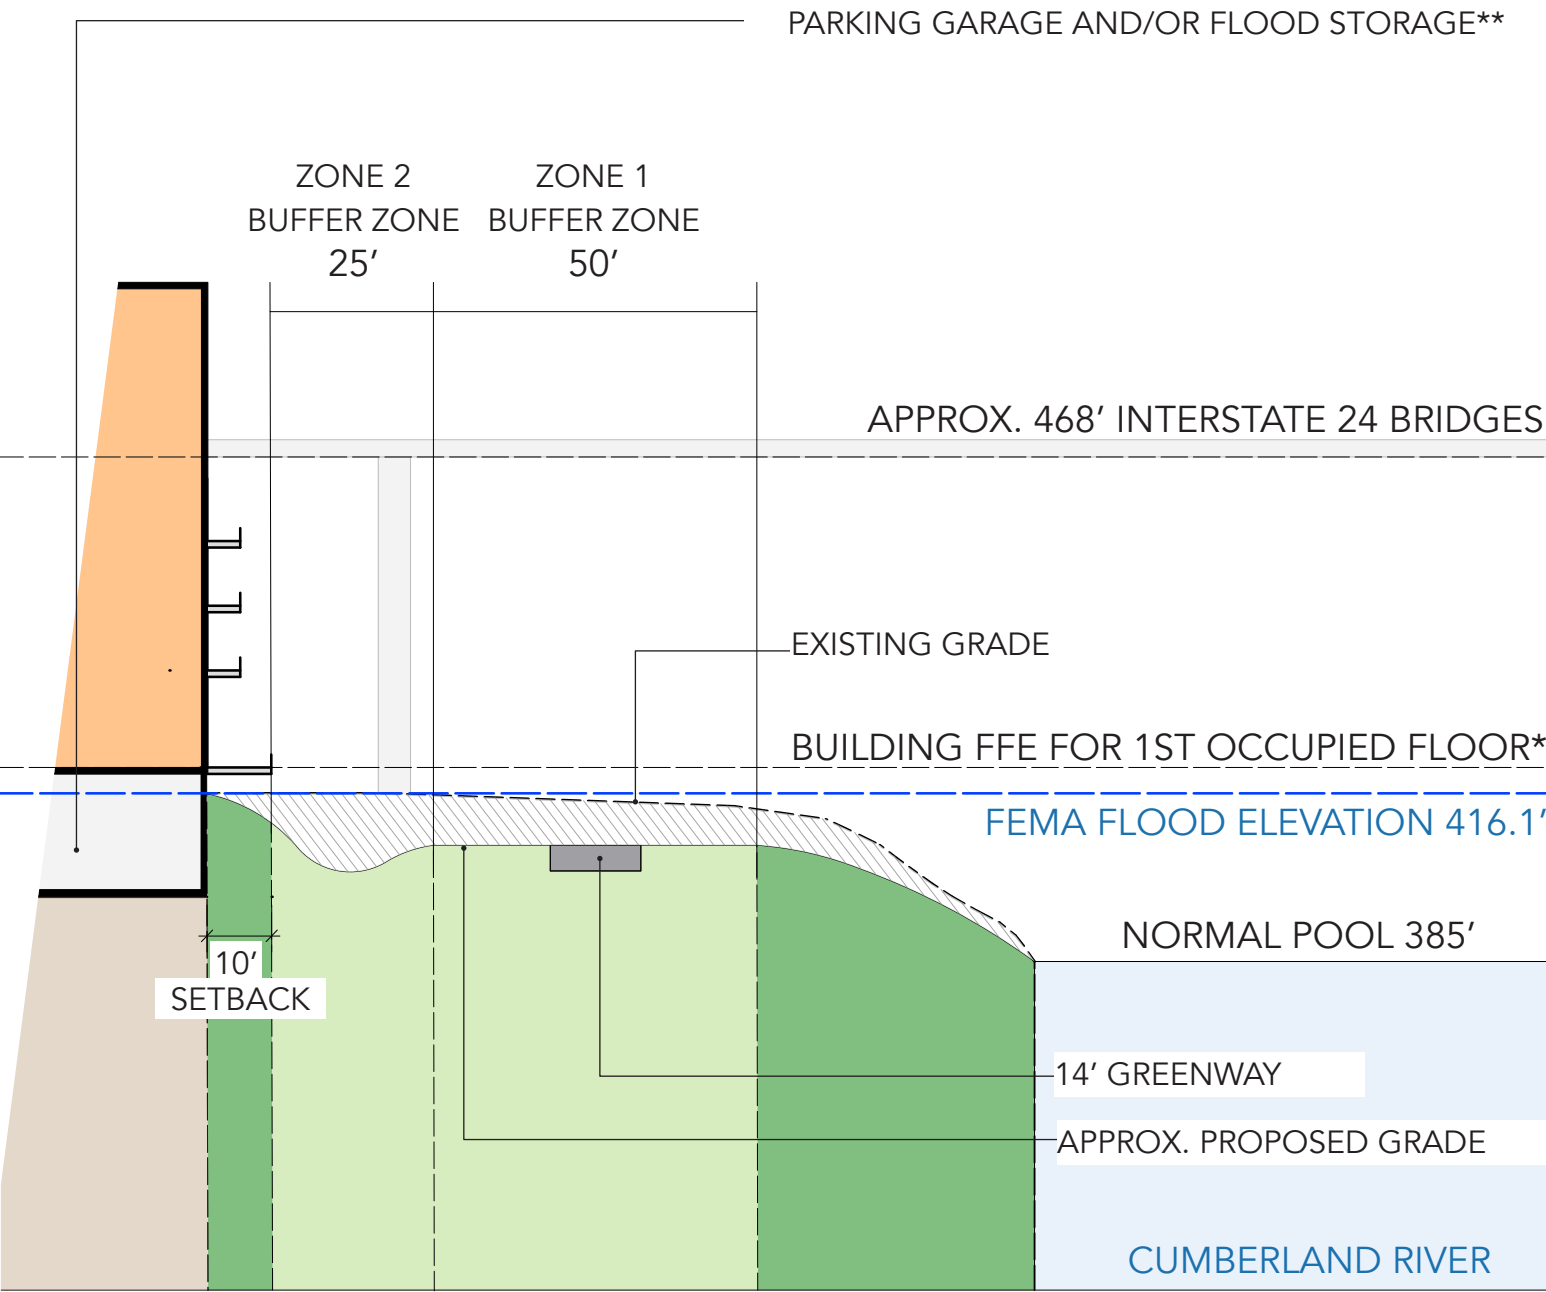 PARKING GARAGE AND/OR FLOOD STORAGE**
ZONE 2
BUFFER ZONE
25’
ZONE 1
BUFFER ZONE
50’
APPROX. 468’ INTERSTATE 24 BRIDGES
EXISTING GRADE
BUILDING FFE FOR 1ST OCCUPIED FLOOR*
FEMA FLOOD ELEVATION 416.1’
NORMAL POOL 385’
10’
SETBACK
14’ GREENWAY
APPROX. PROPOSED GRADE
CUMBERLAND RIVER